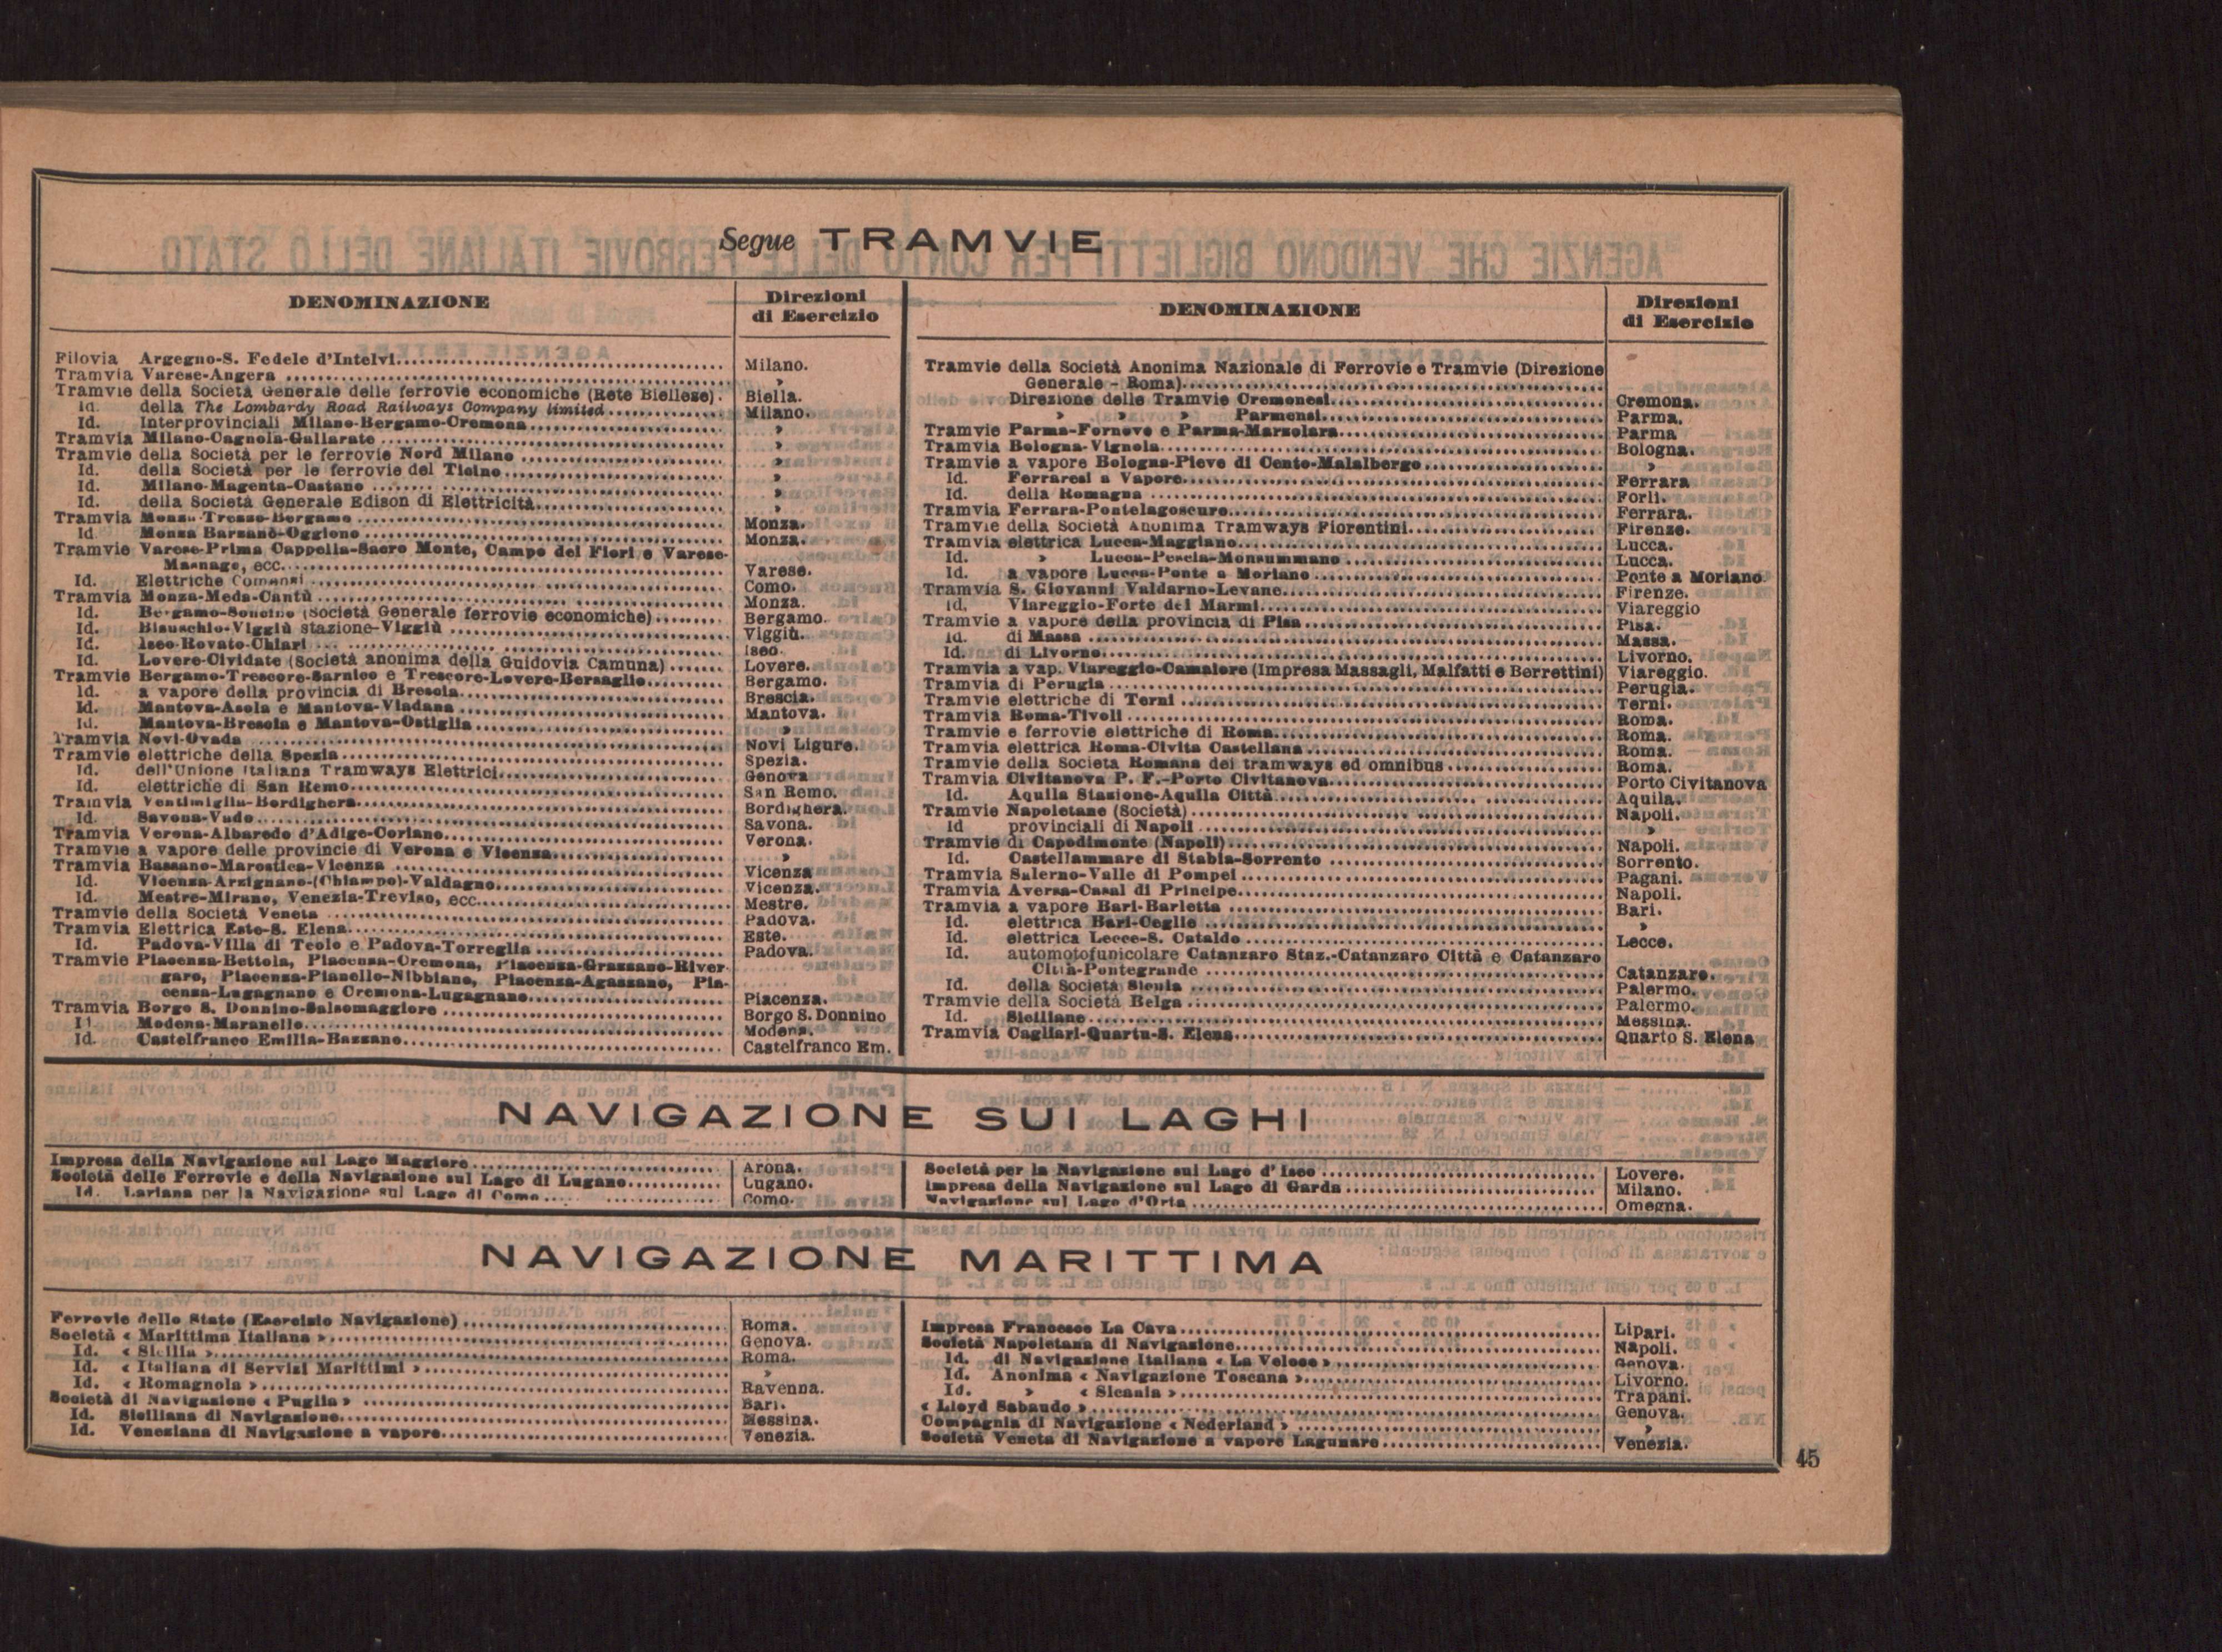 Segue TRAMVIE
DENOMINAZIONE
Direzioni
di Esercizio
Filovia Argegno-S. Fedele d'Intelvi ... Milano.
Tramvia Varese-Angera ... »
Tramvie della Società Generale delle ferrovie economiche (Rete Biellese). Biella.
Id. della The Lombardy Road Railways Company limited ... Milano.
Id. Interprovinciali Milano-Bergamo-Cremona ... »
Tramvia Milano-Cagnola-Gallarate ... »
Tramvie della Società per le ferrovie Nord Milano ... »
Id. della Società per le ferrovie del Ticino ... »
Id. Milano-Magenta-Castano ... »
Id. della Società Generale Edison di Elettricità ... »
Tramvia Monza-Trezzo-Bergamo ... Monza.
Id. Monza Barzanò-Oggiono ... Monza.
Tramvie Varese-Prima Cappella-Sacro Monte, Campo dei Fiori e Varese-
Masnago, ecc. ... Varese.
Id. Elettriche Comensi ... Como.
Tramvia Monza-Meda-Cantù ... Monza.
Id. Bergamo-Soncino (Società Generale ferrovie economiche) ... Bergamo.
Id. Bisuschio-Viggiù stazione-Viggiù ... Viggiù.
Id. Iseo-Rovato-Chiari ... Iseo.
Id. Lovere-Cividate (Società anonima della Guidovia Camuna) ... Lovere.
Tramvie Bergamo-Trescore-Sarnico e Trescore-Lovere-Bersaglio ... Bergamo.
Id. a vapore della provincia di Brescia ... Brescia.
Id. Mantova-Asola e Mantova-Viadana ... Mantova.
Id. Mantova-Brescia e Mantova-Ostiglia ... »
Tramvia Novi-Ovada ... Novi Ligure.
Tramvie elettriche della Spezia ... Spezia.
Id. dell'Unione Italiana Tramways Elettrici ... Genova
Id. elettriche di San Remo ... San Remo.
Tramvia Ventimiglia-Bordighera ... Bordighera.
Id. Savona-Vado ... Savona.
Tramvia Verona-Albaredo d'Adige-Coriano ... Verona.
Tramvie a vapore delle provincie di Verona e Vicenza ... »
Tramvia Bassano-Marostica-Vicenza ... Vicenza
Id. Vicenza-Arzignano-(Chiampo)-Valdagno ... Vicenza.
Id. Mestre-Mirano, Venezia-Treviso, ecc. ... Mestre.
Tramvie della Società Veneta ... Padova.
Tramvia Elettrica Este-S. Elena ... Este.
Id. Padova-Villa di Teolo e Padova-Torreglia ... Padova.
Tramvie Piacenza-Bettola, Piacenza-Cremona, Piacenza-Grazzano-River-
garo, Piacenza-Pianello-Nibbiano, Piacenza-Agazzano, Pia-
cenza-Lugagnano e Cremona-Lugagnano ... Piacenza.
Tramvia Borgo S. Donnino-Salsomaggiore ... Borgo S. Donnino
Id. Modena-Maranello ... Modena.
Id. Castelfranco Emilia-Bazzano ... Castelfranco Em.
DENOMINAZIONE
Direzioni
di Esercizio
Tramvie della Società Anonima Nazionale di Ferrovie e Tramvie (Direzione
Generale - Roma) ...
Direzione delle Tramvie Cremonesi ... Cremona.
» » » Parmensi ... Parma.
Tramvie Parma-Fornovo e Parma-Marzolara ... Parma
Tramvia Bologna-Vignola ... Bologna.
Tramvie a vapore Bologna-Pieve di Cento-Malalbergo ... »
Id. Ferraresi a Vapore ... Ferrara
Id. della Romagna ... Forlì.
Tramvia Ferrara-Pontelagoscuro ... Ferrara.
Tramvie della Società Anonima Tramways Fiorentini ... Firenze.
Tramvia elettrica Lucca-Maggiano ... Lucca.
Id. » Lucca-Pescia-Monsummano ... Lucca.
Id. a vapore Lucca-Ponte a Moriano ... Ponte a Moriano
Tramvia S. Giovanni Valdarno-Levane ... Firenze.
Id. Viareggio-Forte dei Marmi ... Viareggio
Tramvie a vapore della provincia di Pisa ... Pisa.
Id. di Massa ... Massa.
Id. di Livorno ... Livorno.
Tramvia a vap. Viareggio-Camaiore (Impresa Massagli, Malfatti e Berrettini) Viareggio.
Tramvia di Perugia ... Perugia.
Tramvie elettriche di Terni ... Terni.
Tramvia Roma-Tivoli ... Roma.
Tramvie e ferrovie elettriche di Roma ... Roma.
Tramvia elettrica Roma-Civita Castellana ... Roma.
Tramvie della Società Romana dei tramways ed omnibus ... Roma.
Tramvia Civitanova P. F.-Porto Civitanova ... Porto Civitanova
Id. Aquila Stazione-Aquila Città ... Aquila.
Tramvie Napoletane (Società) ... Napoli.
Id provinciali di Napoli ... »
Tramvie di Capodimonte (Napoli) ... Napoli.
Id. Castellammare di Stabia-Sorrento ... Sorrento.
Tramvia Salerno-Valle di Pompei ... Pagani.
Tramvia Aversa-Casal di Principe ... Napoli.
Tramvia a vapore Bari-Barletta ... Bari.
Id. elettrica Bari-Ceglie ... »
Id. elettrica Lecce-S. Cataldo ... Lecce.
Id. automotofunicolare Catanzaro Staz.-Catanzaro Città e Catanzaro
Città-Pontegrande ... Catanzaro.
Id. della Società Sicula ... Palermo.
Tramvie della Società Belga ... Palermo.
Id. Siciliane ... Messina.
Tramvia Cagliari-Quartu-S. Elena ... Quarto S. Elena
NAVIGAZIONE SUI LAGHI
Impresa della Navigazione sul Lago Maggiore ... Arona.
Società delle Ferrovie e della Navigazione sul Lago di Lugano ... Lugano.
Id. Lariana per la Navigazione sul Lago di Como ... Como.
Società per la Navigazione sul Lago d'Iseo ... Lovere.
Impresa della Navigazione sul Lago di Garda ... Milano.
Navigazione sul Lago d'Orta ... Omegna.
NAVIGAZIONE MARITTIMA
Ferrovie dello Stato (Esercizio Navigazione) ... Roma.
Società « Marittima Italiana » ... Genova.
Id. « Sicilia » ... Roma.
Id. « Italiana di Servizi Marittimi » ... »
Id. « Romagnola » ... Ravenna.
Società di Navigazione « Puglia » ... Bari.
Id. Siciliana di Navigazione ... Messina.
Id. Veneziana di Navigazione a vapore ... Venezia.
Impresa Francesco La Cava ... Lipari.
Società Napoletana di Navigazione ... Napoli.
Id. di Navigazione Italiana « La Veloce » ... Genova.
Id. Anonima « Navigazione Toscana » ... Livorno.
Id. » « Sicania » ... Trapani.
« Lloyd Sabaudo » ... Genova.
Compagnia di Navigazione « Nederland » ... »
Società Veneta di Navigazione a vapore Lagunare ... Venezia.
45